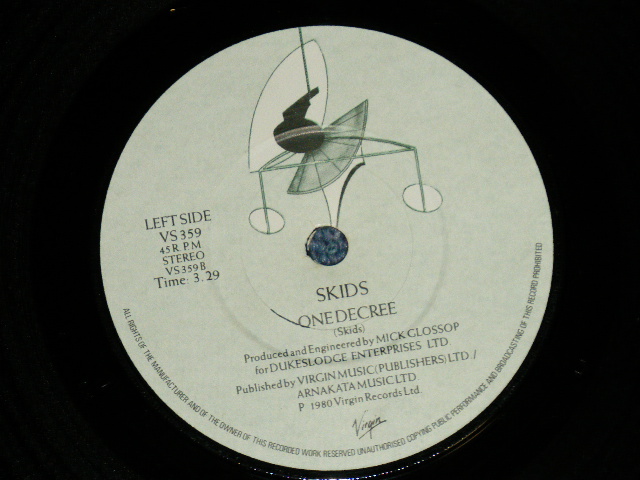 LEFT SIDE
VS 359
45 R P M
STEREO
VS 359 B
Time: 3.29
SKIDS
ONE DECREE
(Skids)
Produced and Engineered by MICK GLOSSOP
for DUKESLODGE ENTERPRISES LTD.
Published by VIRGIN MUSIC (PUBLISHERS) LTD./
ARNAKATA MUSIC LTD
P 1980 Virgin Records Ltd.
Virgin
ALL RIGHTS OF THE MANUFACTURER AND OF THE OWNER OF THIS RECORDED WORK RESERVED UNAUTHORISED COPYING PUBLIC PERFORMANCE AND BROADCASTING OF THIS RECORD PROHIBITED